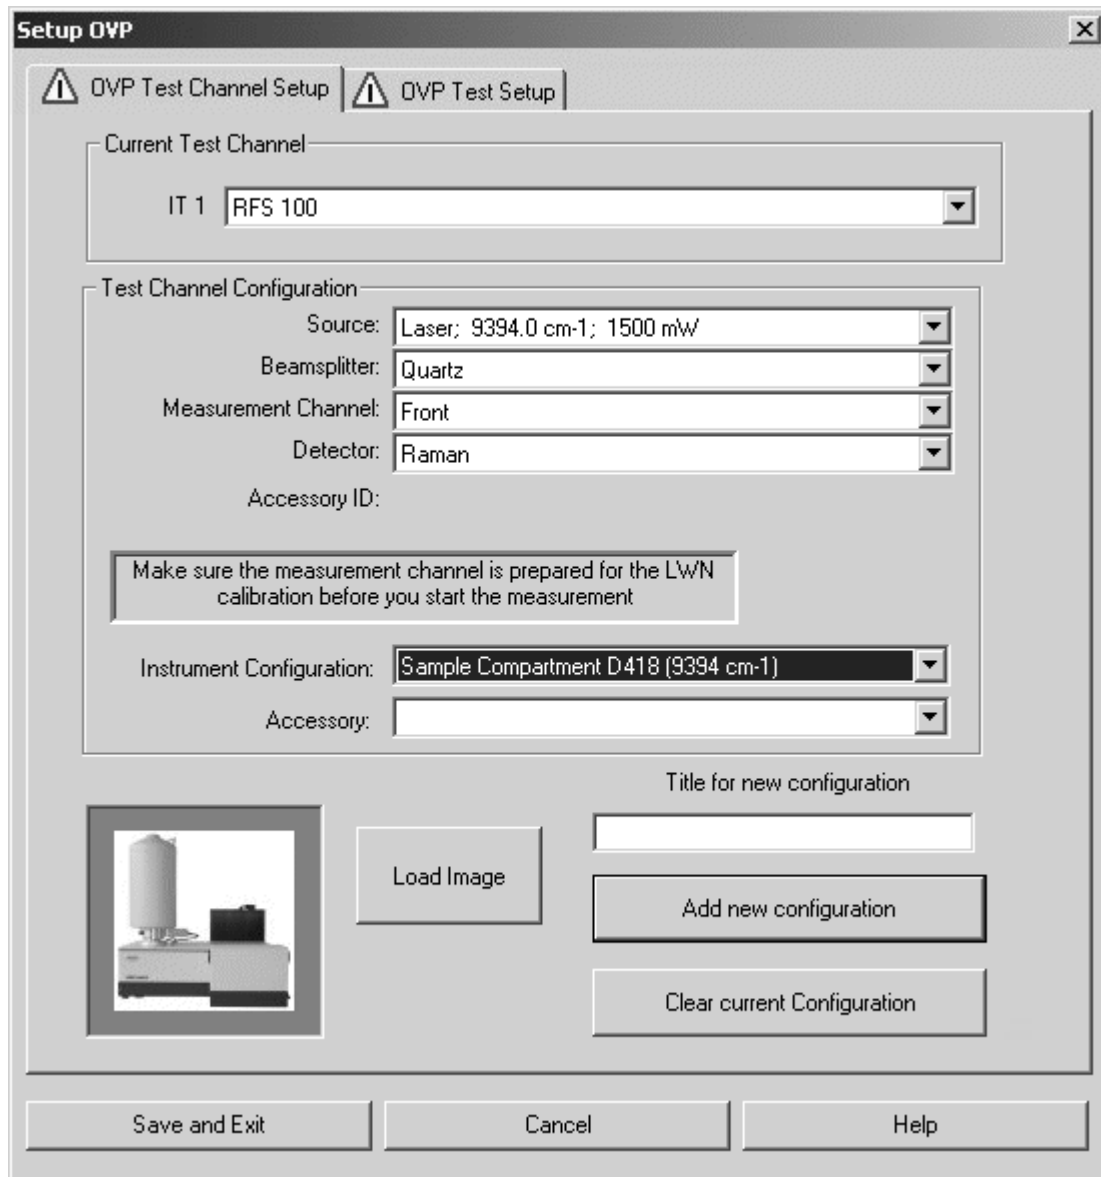 Setup OVP
OVP Test Channel Setup
OVP Test Setup
Current Test Channel
IT 1
RFS 100
Test Channel Configuration
Source: Laser; 9394.0 cm-1; 1500 mW
Beamsplitter: Quartz
Measurement Channel: Front
Detector: Raman
Accessory ID:
Make sure the measurement channel is prepared for the LWN
calibration before you start the measurement
Instrument Configuration: Sample Compartment D418 (9394 cm-1)
Accessory:
Title for new configuration
Load Image
Add new configuration
Clear current Configuration
Save and Exit
Cancel
Help